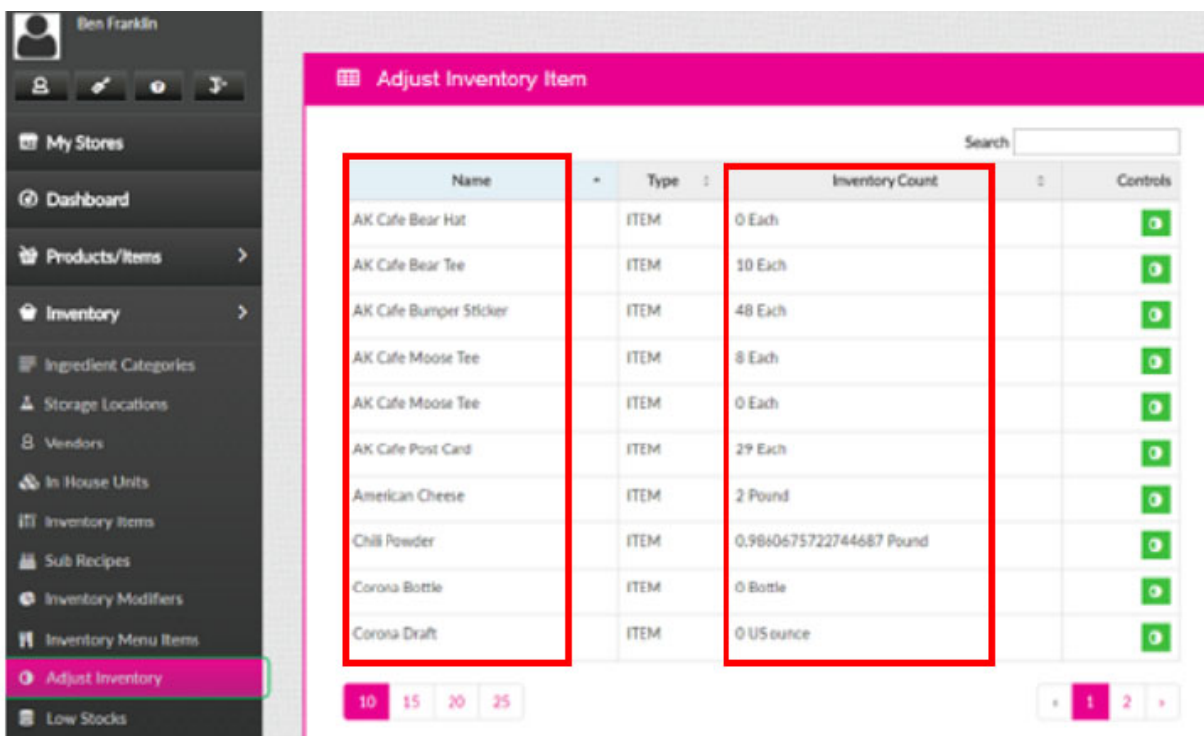 Ben Franklin
My Stores
Dashboard
Products/Items
Inventory
Ingredient Categories
Storage Locations
Vendors
In House Units
Inventory Items
Sub Recipes
Inventory Modifiers
Inventory Menu Items
Adjust Inventory
Low Stocks
Adjust Inventory Item
Search
Name Type Inventory Count Controls
AK Cafe Bear Hat ITEM 0 Each
AK Cafe Bear Tee ITEM 10 Each
AK Cafe Bumper Sticker ITEM 48 Each
AK Cafe Moose Tee ITEM 8 Each
AK Cafe Moose Tee ITEM 0 Each
AK Cafe Post Card ITEM 29 Each
American Cheese ITEM 2 Pound
Chili Powder ITEM 0.9860675722744687 Pound
Corona Bottle ITEM 0 Bottle
Corona Draft ITEM 0 US ounce
10 15 20 25 « 1 2 »